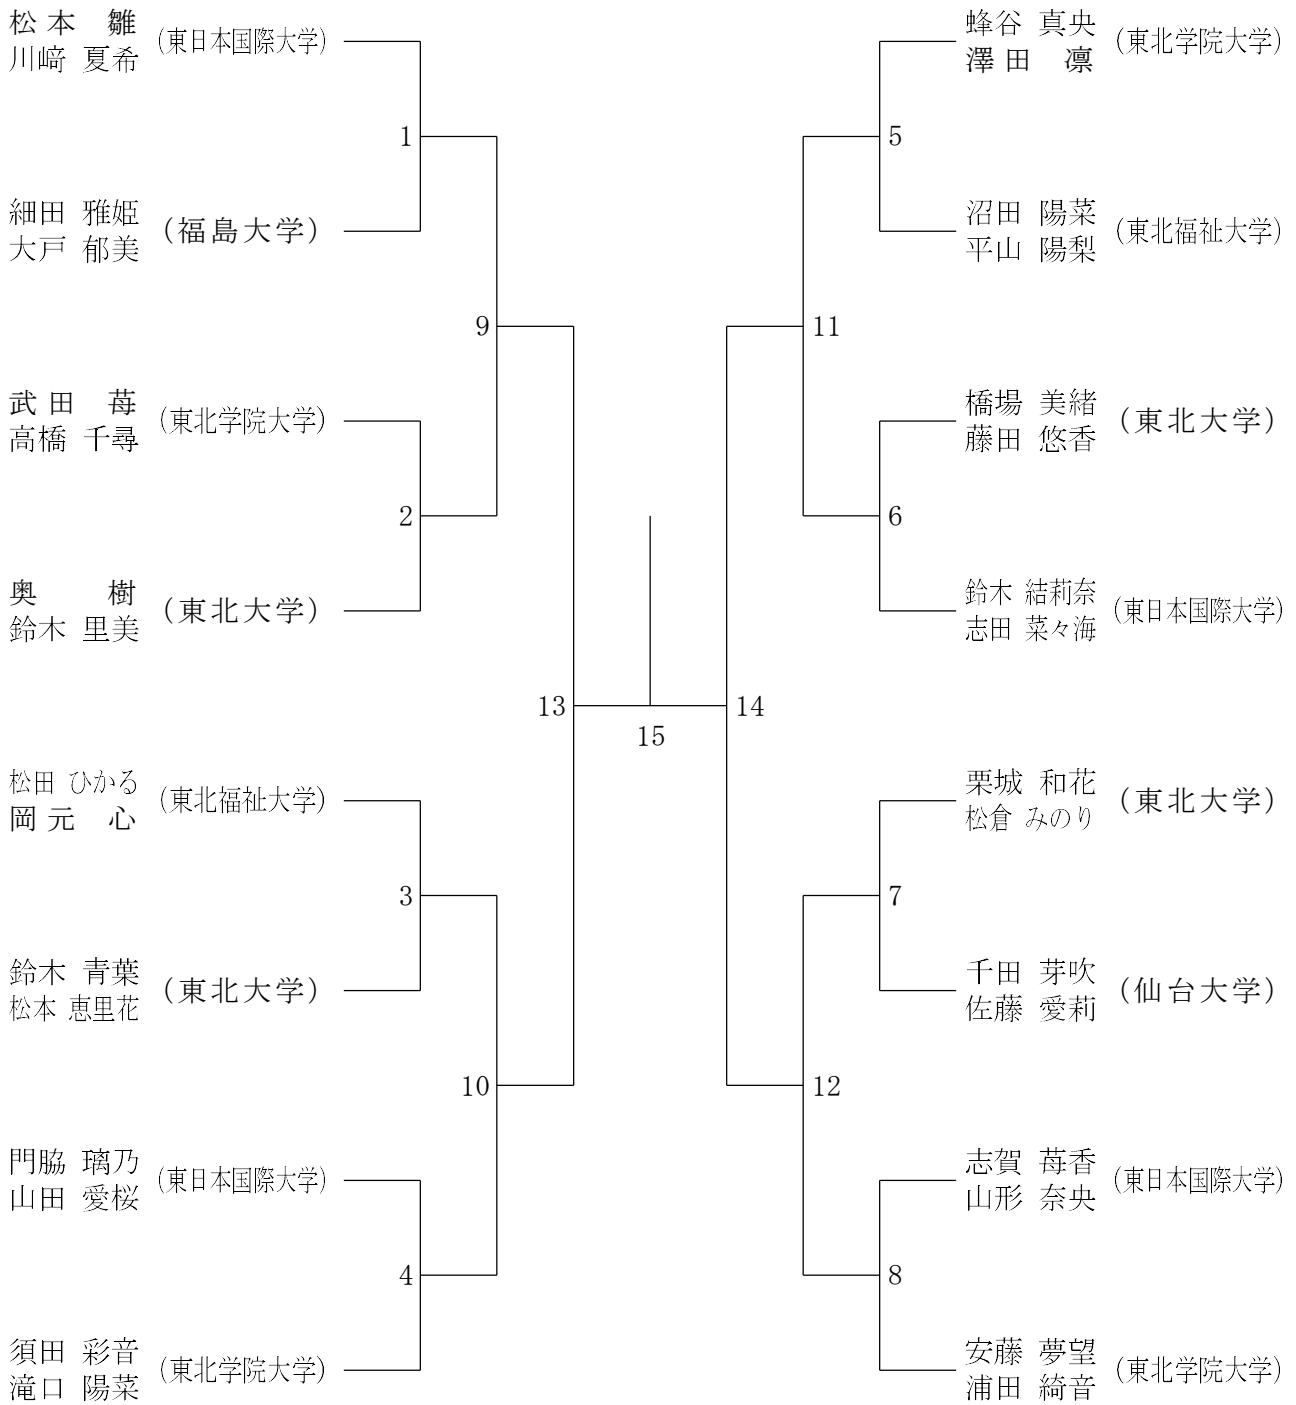 松本 雛
川﨑 夏希
(東日本国際大学)
1
細田 雅姫
大戸 郁美
(福島大学)
9
武田 苺
高橋 千尋
(東北学院大学)
2
奥 樹
鈴木 里美
(東北大学)
13
松田 ひかる
岡元 心
(東北福祉大学)
3
鈴木 青葉
松本 恵里花
(東北大学)
10
門脇 璃乃
山田 愛桜
(東日本国際大学)
4
須田 彩音
滝口 陽菜
(東北学院大学)
15
蜂谷 真央
澤田 凛
(東北学院大学)
5
沼田 陽菜
平山 陽梨
(東北福祉大学)
11
橋場 美緒
藤田 悠香
(東北大学)
6
鈴木 結莉奈
志田 菜々海
(東日本国際大学)
14
栗城 和花
松倉 みのり
(東北大学)
7
千田 芽吹
佐藤 愛莉
(仙台大学)
12
志賀 苺香
山形 奈央
(東日本国際大学)
8
安藤 夢望
浦田 綺音
(東北学院大学)